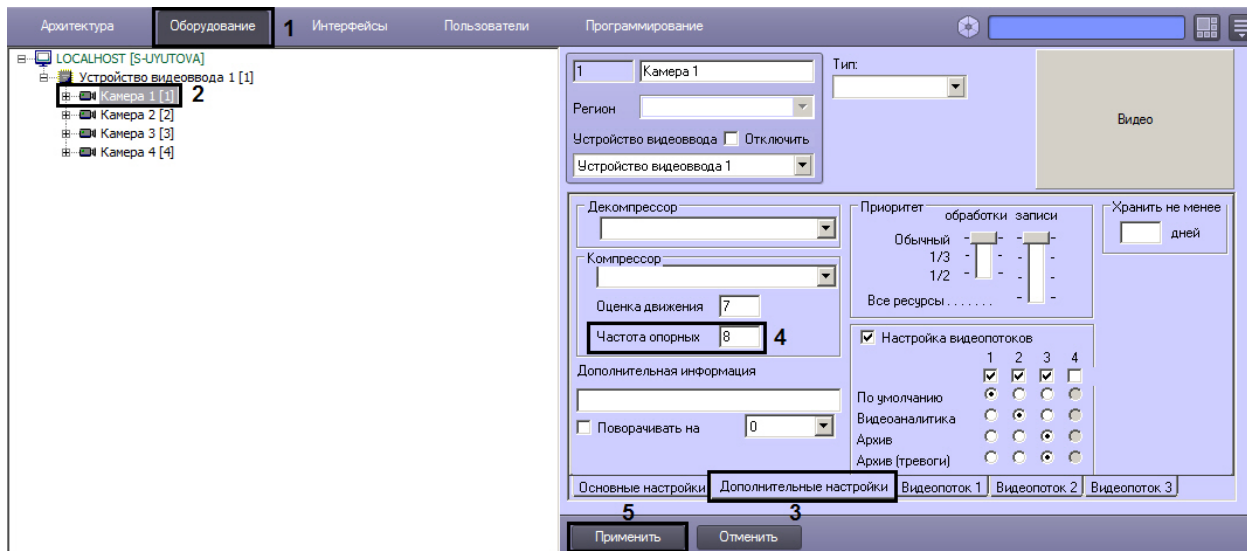 Архитектура
Оборудование
1
Интерфейсы
Пользователи
Программирование
LOCALHOST [S-UYUTOVA]
Устройство видеоввода 1 [1]
Камера 1 [1]
2
Камера 2 [2]
Камера 3 [3]
Камера 4 [4]
1
Камера 1
Тип:
Регион
Устройство видеоввода
Отключить
Устройство видеоввода 1
Видео
Декомпрессор
Компрессор
Оценка движения 7
Частота опорных 8
4
Дополнительная информация
Поворачивать на 0
Приоритет
обработки записи
Обычный
1/3
1/2
Все ресурсы . . . . . . .
Хранить не менее
дней
Настройка видеопотоков
1 2 3 4
По умолчанию
Видеоаналитика
Архив
Архив (тревоги)
Основные настройки
Дополнительные настройки
Видеопоток 1
Видеопоток 2
Видеопоток 3
5
3
Применить
Отменить